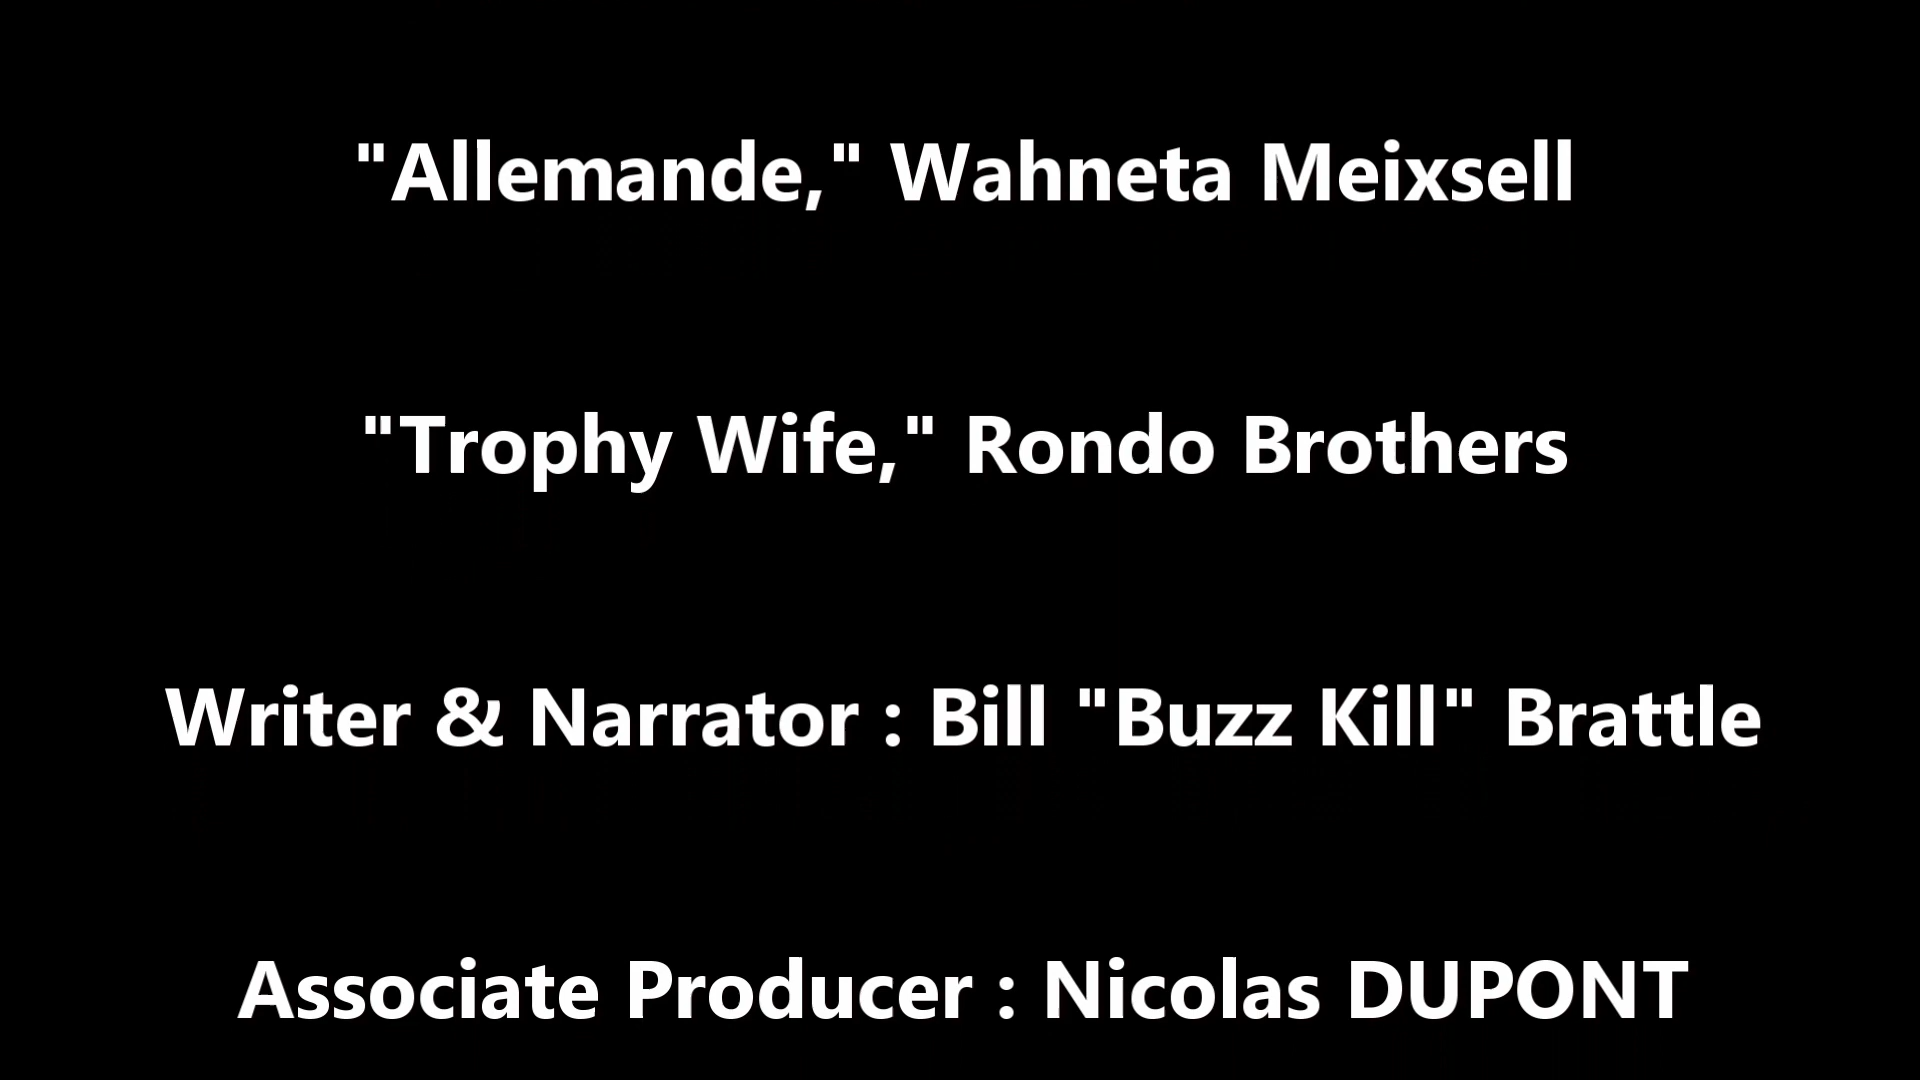 "Allemande," Wahneta Meixsell
"Trophy Wife," Rondo Brothers
Writer & Narrator : Bill "Buzz Kill" Brattle
Associate Producer : Nicolas DUPONT